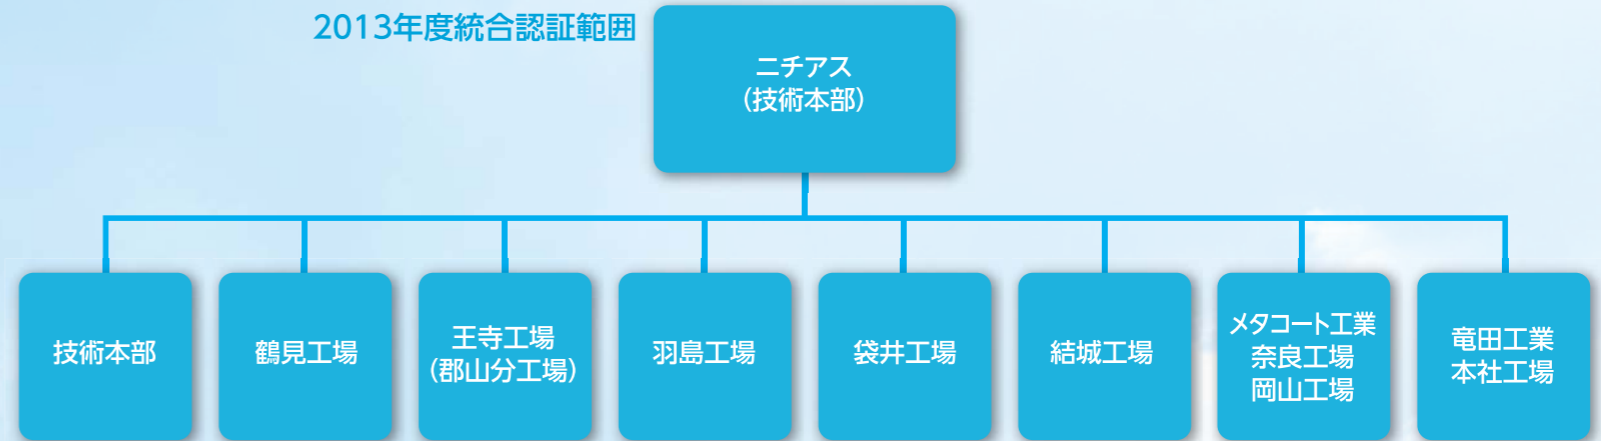 2013年度統合認証範囲
ニチアス
（技術本部）
技術本部
鶴見工場
王寺工場
（郡山分工場）
羽島工場
袋井工場
結城工場
メタコート工業
奈良工場
岡山工場
竜田工業
本社工場